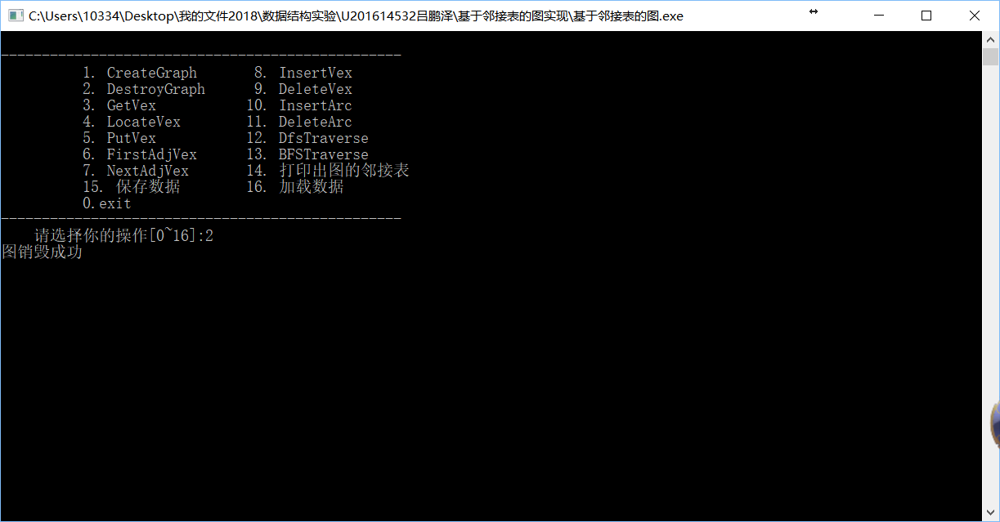 C:\Users\10334\Desktop\我的文件2018\数据结构实验\U201614532吕鹏泽\基于邻接表的图实现\基于邻接表的图.exe
-------------------------------------------------
1. CreateGraph 8. InsertVex
2. DestroyGraph 9. DeleteVex
3. GetVex 10. InsertArc
4. LocateVex 11. DeleteArc
5. PutVex 12. DfsTraverse
6. FirstAdjVex 13. BFSTraverse
7. NextAdjVex 14. 打印出图的邻接表
15. 保存数据 16. 加载数据
0.exit
-------------------------------------------------
请选择你的操作[0~16]:2
图销毁成功